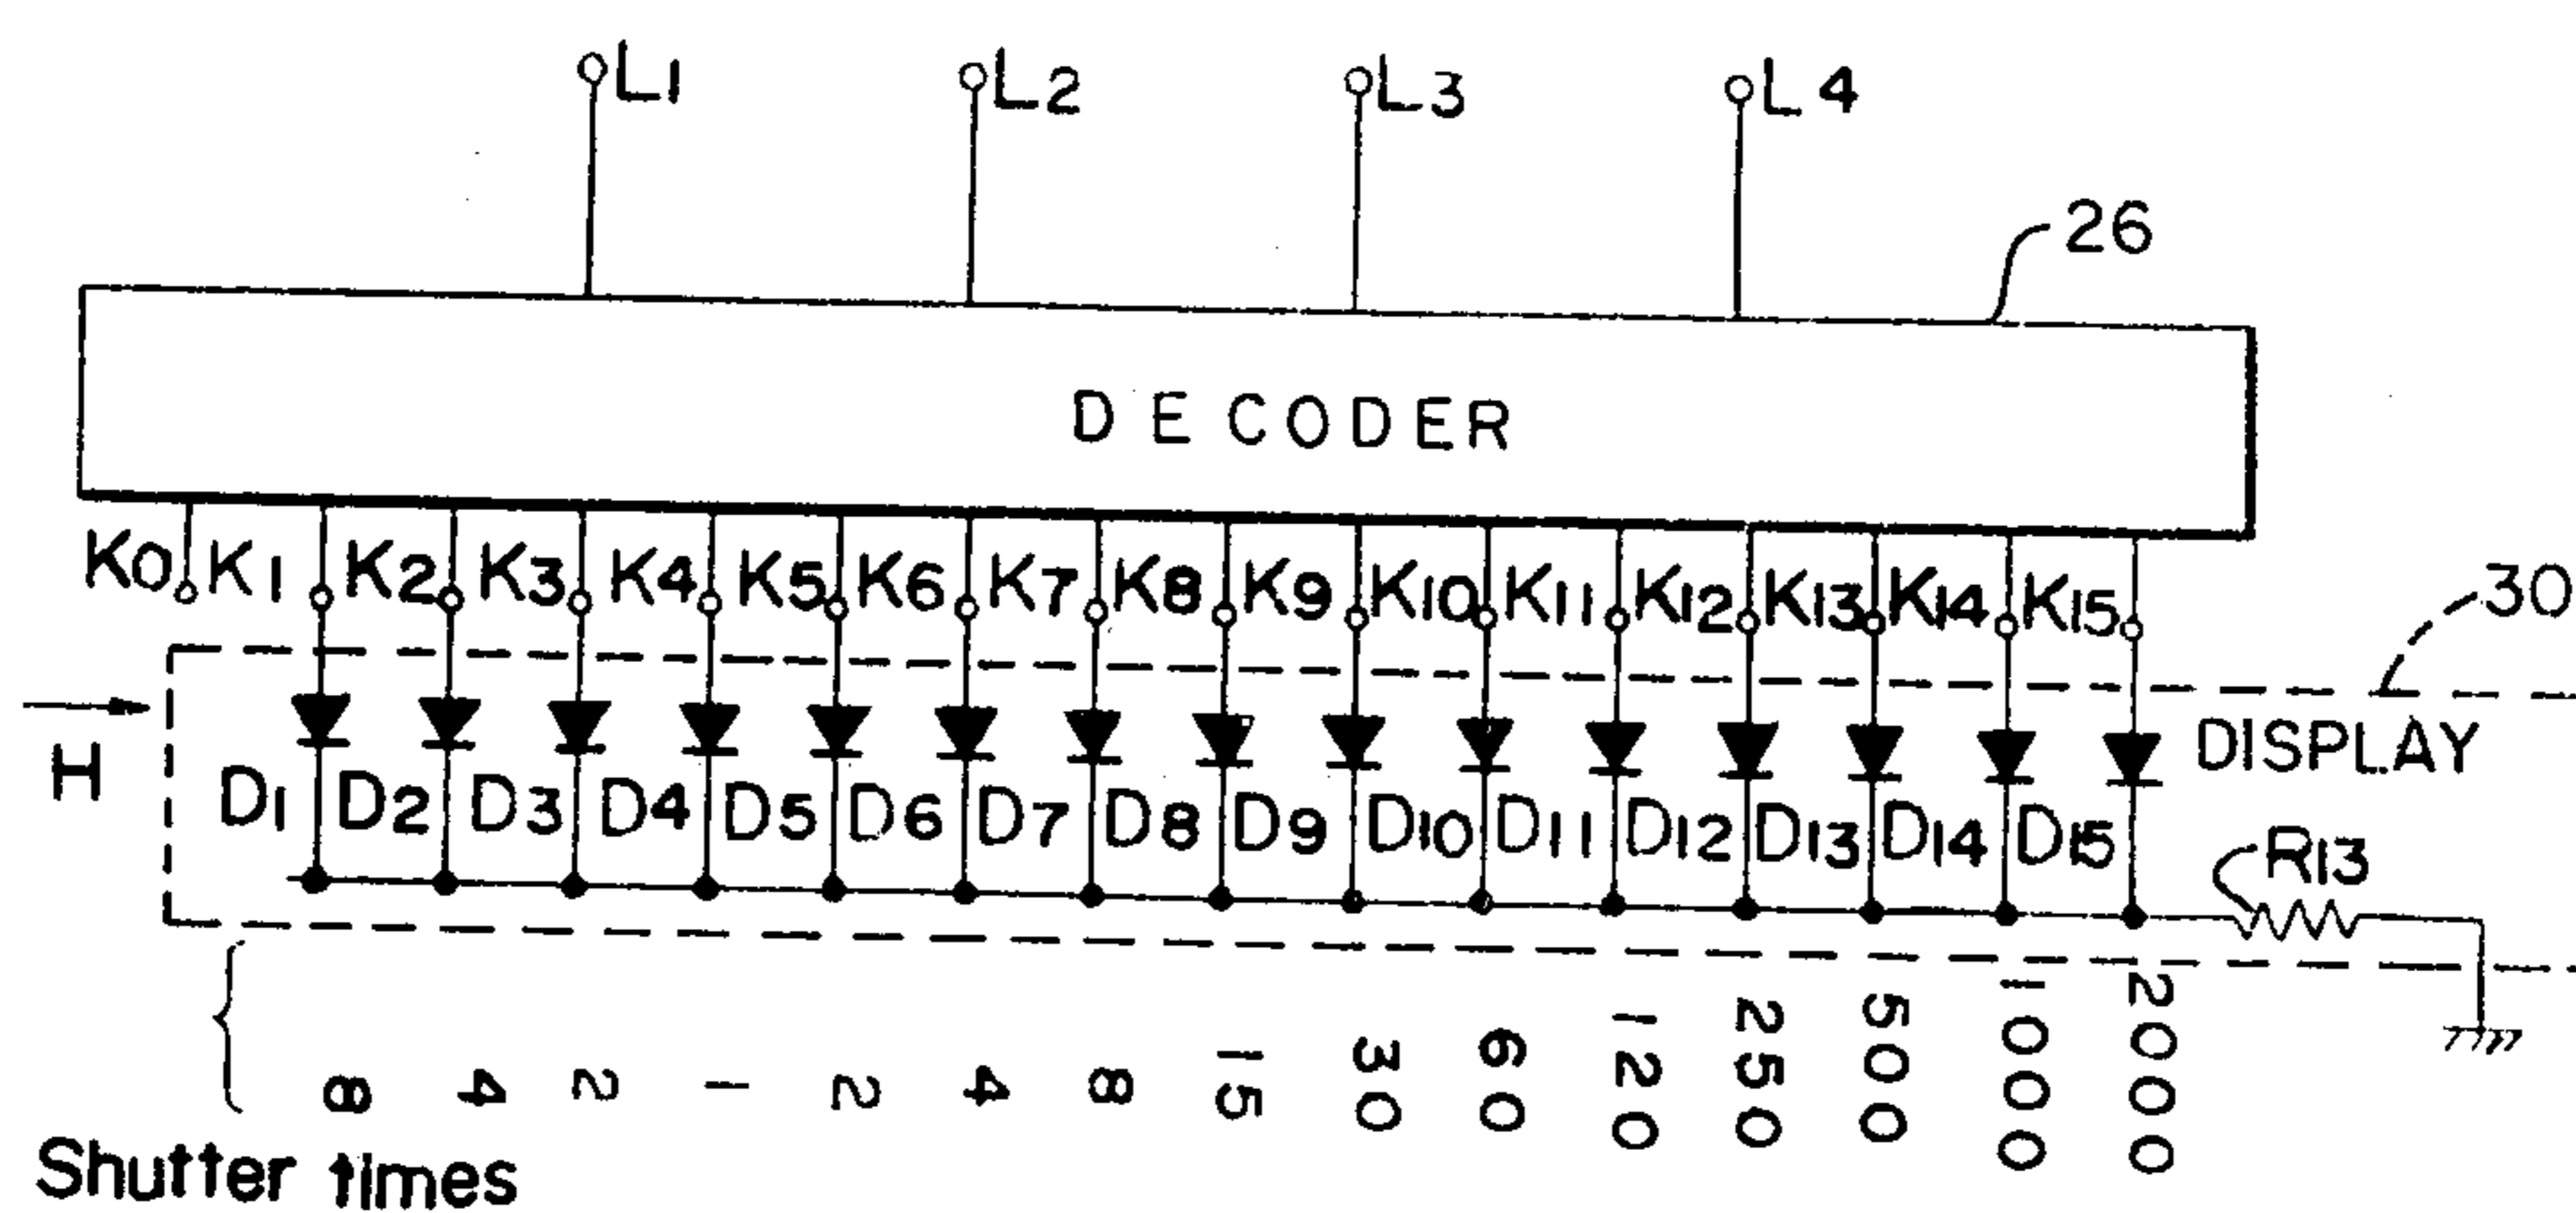 L1 L2 L3 L4
26
DECODER
K0 K1 K2 K3 K4 K5 K6 K7 K8 K9 K10 K11 K12 K13 K14 K15
30
H
DISPLAY
D1 D2 D3 D4 D5 D6 D7 D8 D9 D10 D11 D12 D13 D14 D15
R13
8 4 2 1 2 4 8 15 30 60 120 250 500 1000 2000
Shutter times